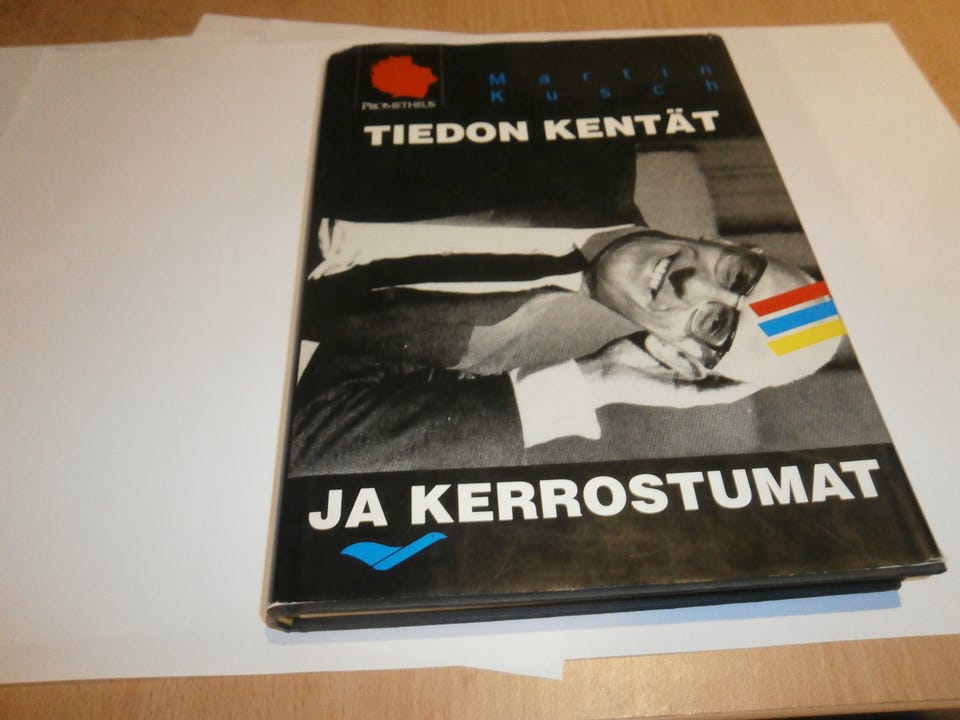 PROMETHEUS
Martin
Kusch
TIEDON KENTÄT
JA KERROSTUMAT